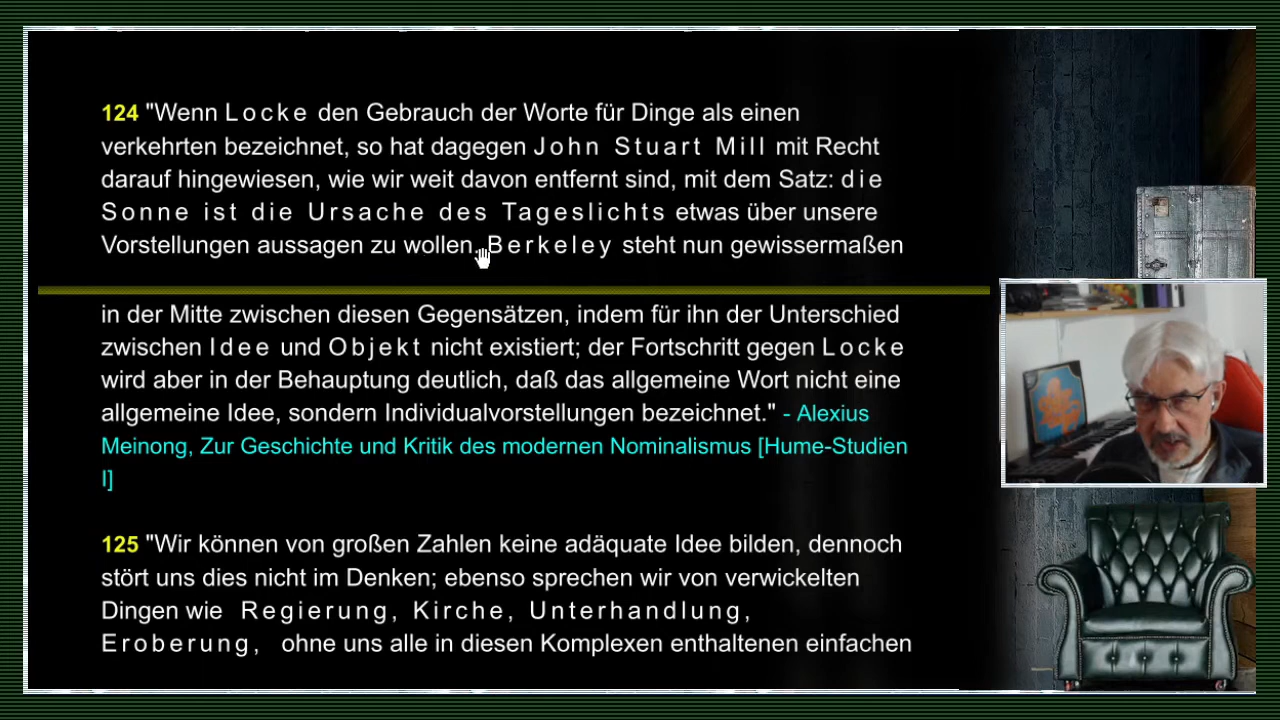 124 "Wenn Locke den Gebrauch der Worte für Dinge als einen
verkehrten bezeichnet, so hat dagegen John Stuart Mill mit Recht
darauf hingewiesen, wie wir weit davon entfernt sind, mit dem Satz: die
Sonne ist die Ursache des Tageslichts etwas über unsere
Vorstellungen aussagen zu wollen. Berkeley steht nun gewissermaßen
in der Mitte zwischen diesen Gegensätzen, indem für ihn der Unterschied
zwischen Idee und Objekt nicht existiert; der Fortschritt gegen Locke
wird aber in der Behauptung deutlich, daß das allgemeine Wort nicht eine
allgemeine Idee, sondern Individualvorstellungen bezeichnet." - Alexius
Meinong, Zur Geschichte und Kritik des modernen Nominalismus [Hume-Studien
I]
125 "Wir können von großen Zahlen keine adäquate Idee bilden, dennoch
stört uns dies nicht im Denken; ebenso sprechen wir von verwickelten
Dingen wie Regierung, Kirche, Unterhandlung,
Eroberung, ohne uns alle in diesen Komplexen enthaltenen einfachen